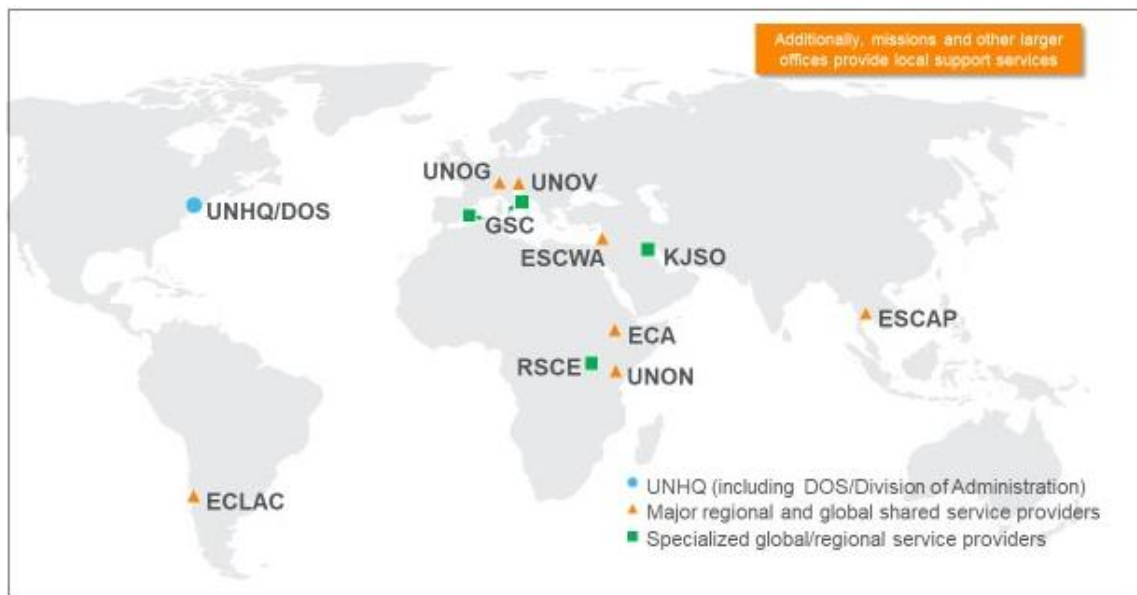 Additionally, missions and other larger
offices provide local support services
UNOG
UNOV
UNHQ/DOS
GSC
ESCWA
KJSO
ESCAP
ECA
RSCE
UNON
ECLAC
UNHQ (including DOS/Division of Administration)
Major regional and global shared service providers
Specialized global/regional service providers